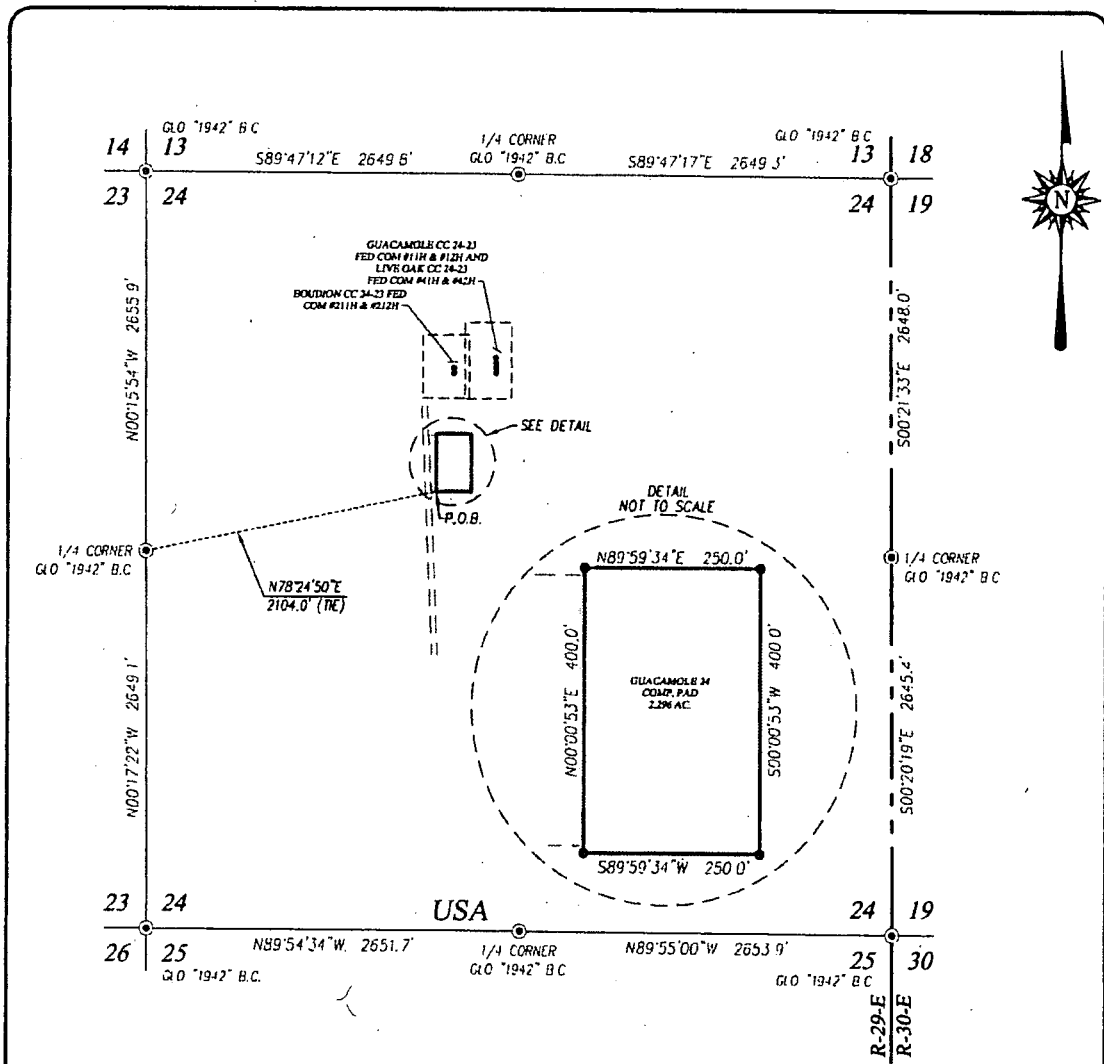 GLO "1942" B.C
14 13
23 24
S89°47'12"E 2649 8'
1/4 CORNER
GLO "1942" B.C
S89°47'17"E 2649 3'
GLO "1942" B.C
13 18
24 19
N
GUACAMOLE CC 24-23
FED COM #11H & #12H AND
LIVE OAK CC 24-23
FED COM #41H & #42H
BOUDION CC 24-23 FED
COM #211H & #212H
N00°15'54"W 2655 9'
S00°21'33"E 2648.0'
SEE DETAIL
P.O.B.
1/4 CORNER
GLO "1942" B.C
N78°24'50"E
2104.0' (TIE)
DETAIL
NOT TO SCALE
N89°59'34"E 250.0'
N00°00'53"E 400.0'
GUACAMOLE 24
COMP. PAD
2.296 AC.
S00°00'53"W 400 0'
S89°59'34"W 250 0'
1/4 CORNER
GLO "1942" B C
N00°17'22"W 2649 1'
S00°20'19"E 2645.4'
23 24
26 25
GLO "1942" B.C.
N89°54'34"W. 2651.7'
USA
1/4 CORNER
GLO "1942" B C
N89°55'00"W 2653 9'
24 19
25 30
GLO "1942" B C
R-29-E
R-30-E